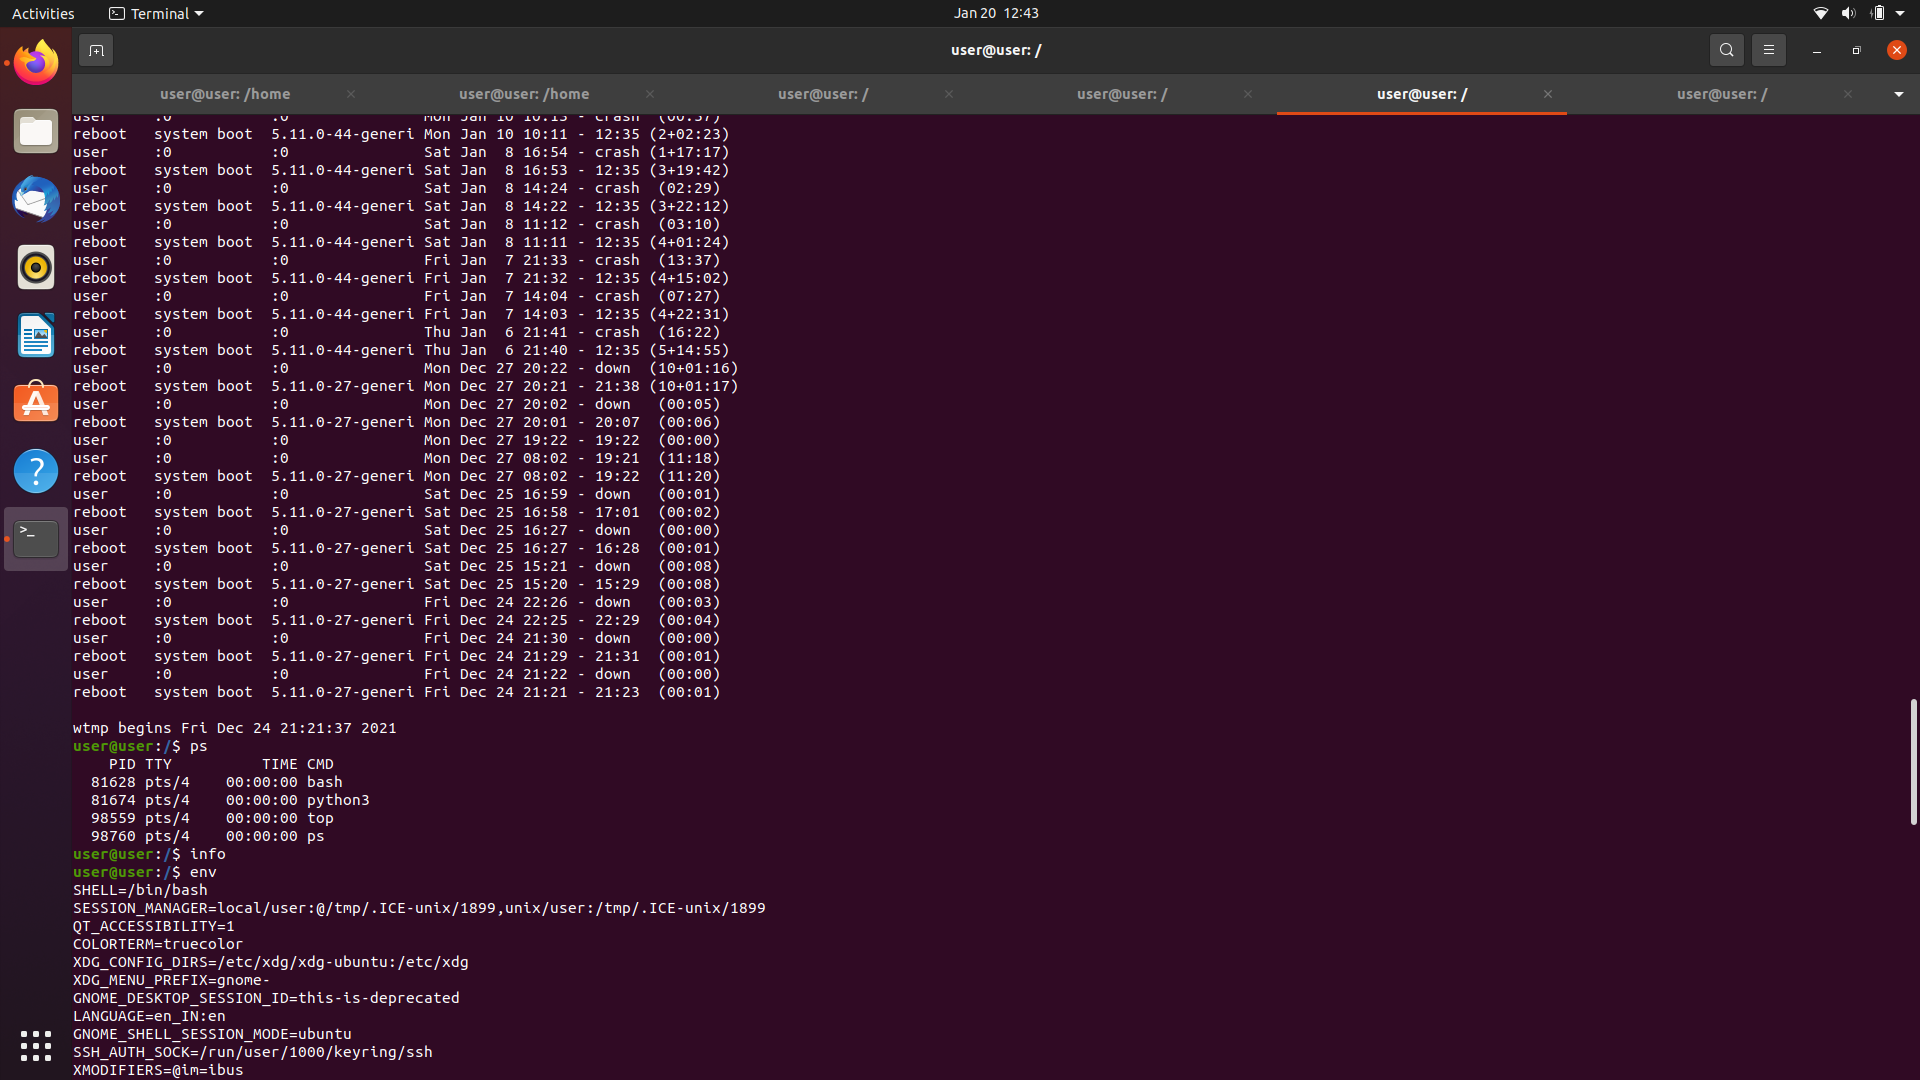 Activities
Terminal
Jan 20 12:43
user@user: /
user@user: /home
user@user: /home
user@user: /
user@user: /
user@user: /
user@user: /
user :0 :0 Mon Jan 10 10:13 - crash (00:37)
reboot system boot 5.11.0-44-generi Mon Jan 10 10:11 - 12:35 (2+02:23)
user :0 :0 Sat Jan 8 16:54 - crash (1+17:17)
reboot system boot 5.11.0-44-generi Sat Jan 8 16:53 - 12:35 (3+19:42)
user :0 :0 Sat Jan 8 14:24 - crash (02:29)
reboot system boot 5.11.0-44-generi Sat Jan 8 14:22 - 12:35 (3+22:12)
user :0 :0 Sat Jan 8 11:12 - crash (03:10)
reboot system boot 5.11.0-44-generi Sat Jan 8 11:11 - 12:35 (4+01:24)
user :0 :0 Fri Jan 7 21:33 - crash (13:37)
reboot system boot 5.11.0-44-generi Fri Jan 7 21:32 - 12:35 (4+15:02)
user :0 :0 Fri Jan 7 14:04 - crash (07:27)
reboot system boot 5.11.0-44-generi Fri Jan 7 14:03 - 12:35 (4+22:31)
user :0 :0 Thu Jan 6 21:41 - crash (16:22)
reboot system boot 5.11.0-44-generi Thu Jan 6 21:40 - 12:35 (5+14:55)
user :0 :0 Mon Dec 27 20:22 - down (10+01:16)
reboot system boot 5.11.0-27-generi Mon Dec 27 20:21 - 21:38 (10+01:17)
user :0 :0 Mon Dec 27 20:02 - down (00:05)
reboot system boot 5.11.0-27-generi Mon Dec 27 20:01 - 20:07 (00:06)
user :0 :0 Mon Dec 27 19:22 - 19:22 (00:00)
user :0 :0 Mon Dec 27 08:02 - 19:21 (11:18)
reboot system boot 5.11.0-27-generi Mon Dec 27 08:02 - 19:22 (11:20)
user :0 :0 Sat Dec 25 16:59 - down (00:01)
reboot system boot 5.11.0-27-generi Sat Dec 25 16:58 - 17:01 (00:02)
user :0 :0 Sat Dec 25 16:27 - down (00:00)
reboot system boot 5.11.0-27-generi Sat Dec 25 16:27 - 16:28 (00:01)
user :0 :0 Sat Dec 25 15:21 - down (00:08)
reboot system boot 5.11.0-27-generi Sat Dec 25 15:20 - 15:29 (00:08)
user :0 :0 Fri Dec 24 22:26 - down (00:03)
reboot system boot 5.11.0-27-generi Fri Dec 24 22:25 - 22:29 (00:04)
user :0 :0 Fri Dec 24 21:30 - down (00:00)
reboot system boot 5.11.0-27-generi Fri Dec 24 21:29 - 21:31 (00:01)
user :0 :0 Fri Dec 24 21:22 - down (00:00)
reboot system boot 5.11.0-27-generi Fri Dec 24 21:21 - 21:23 (00:01)
wtmp begins Fri Dec 24 21:21:37 2021
user@user:/$ ps
PID TTY TIME CMD
81628 pts/4 00:00:00 bash
81674 pts/4 00:00:00 python3
98559 pts/4 00:00:00 top
98760 pts/4 00:00:00 ps
user@user:/$ info
user@user:/$ env
SHELL=/bin/bash
SESSION_MANAGER=local/user:@/tmp/.ICE-unix/1899,unix/user:/tmp/.ICE-unix/1899
QT_ACCESSIBILITY=1
COLORTERM=truecolor
XDG_CONFIG_DIRS=/etc/xdg/xdg-ubuntu:/etc/xdg
XDG_MENU_PREFIX=gnome-
GNOME_DESKTOP_SESSION_ID=this-is-deprecated
LANGUAGE=en_IN:en
GNOME_SHELL_SESSION_MODE=ubuntu
SSH_AUTH_SOCK=/run/user/1000/keyring/ssh
XMODIFIERS=@im=ibus